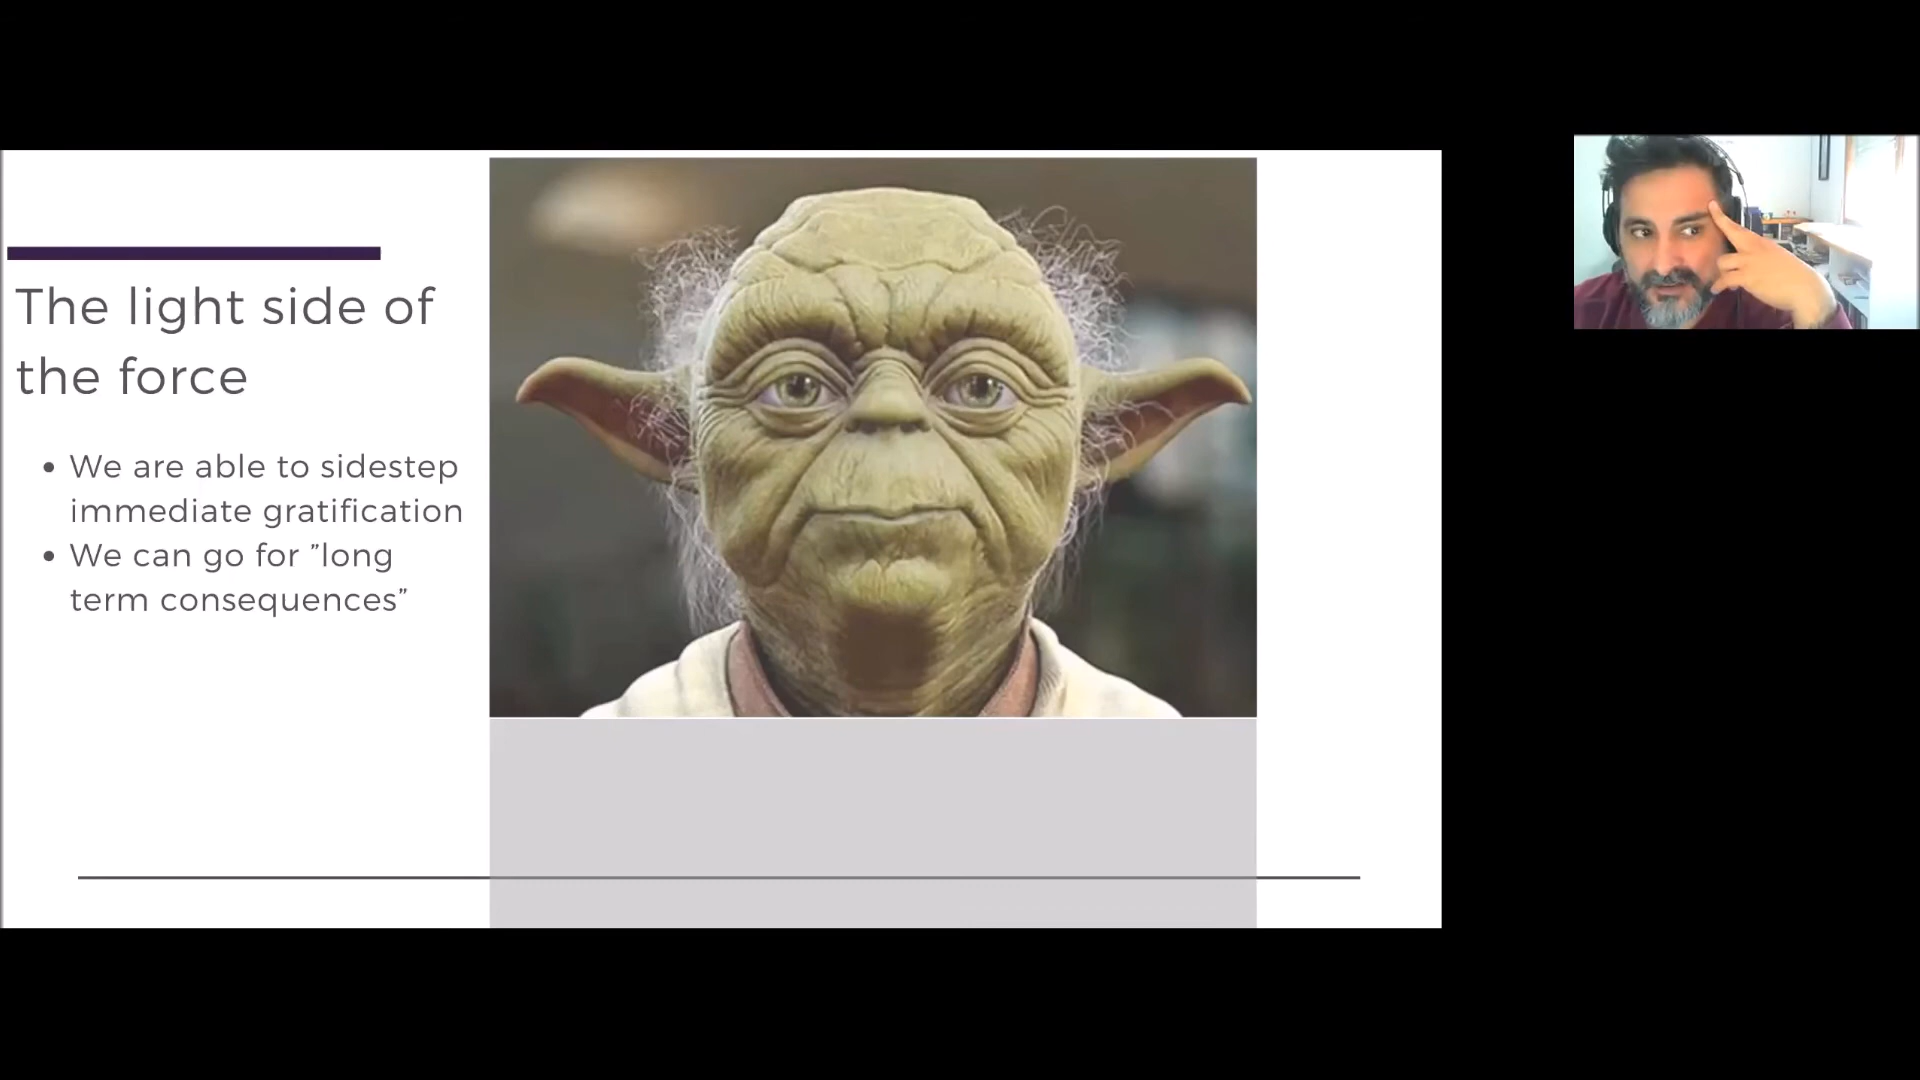 The light side of
the force
• We are able to sidestep
immediate gratification
• We can go for ”long
term consequences”